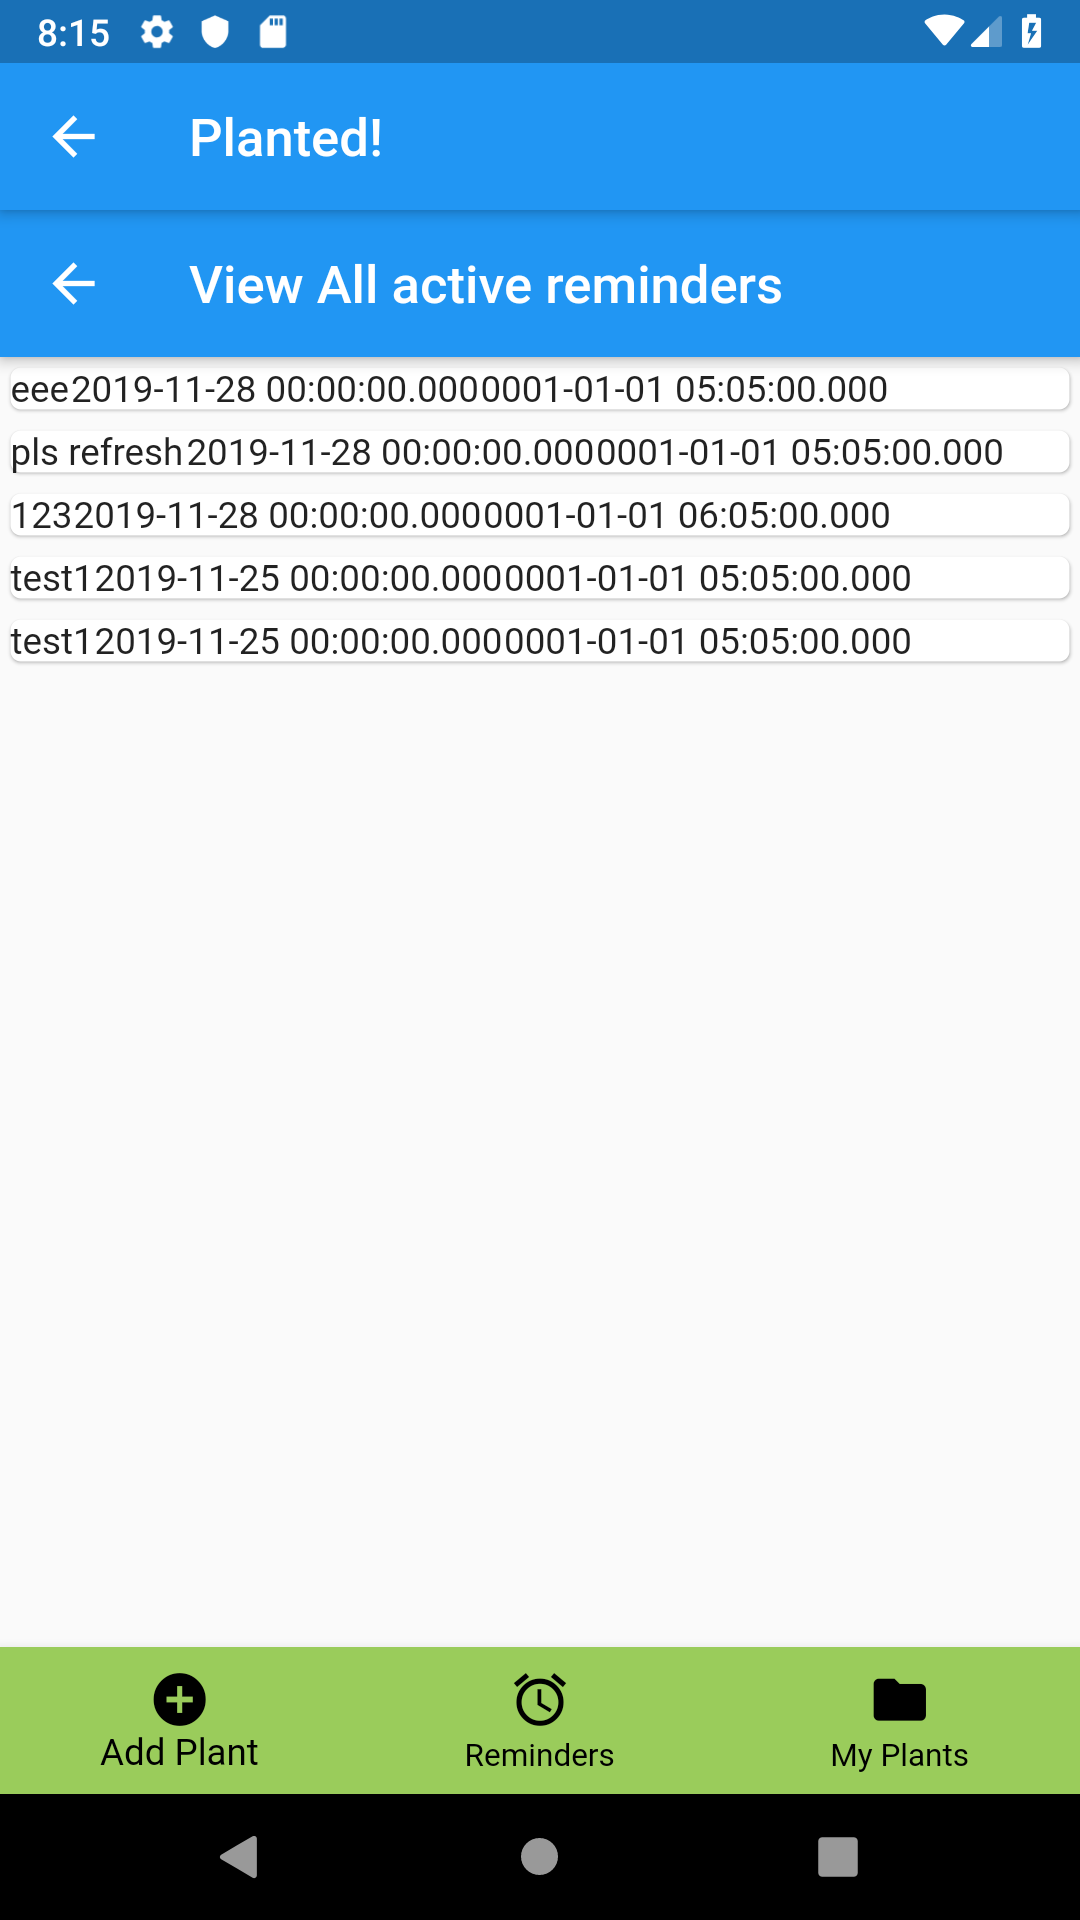 8:15
Planted!
View All active reminders
eee2019-11-28 00:00:00.0000001-01-01 05:05:00.000
pls refresh2019-11-28 00:00:00.0000001-01-01 05:05:00.000
1232019-11-28 00:00:00.0000001-01-01 06:05:00.000
test12019-11-25 00:00:00.0000001-01-01 05:05:00.000
test12019-11-25 00:00:00.0000001-01-01 05:05:00.000
Add Plant
Reminders
My Plants